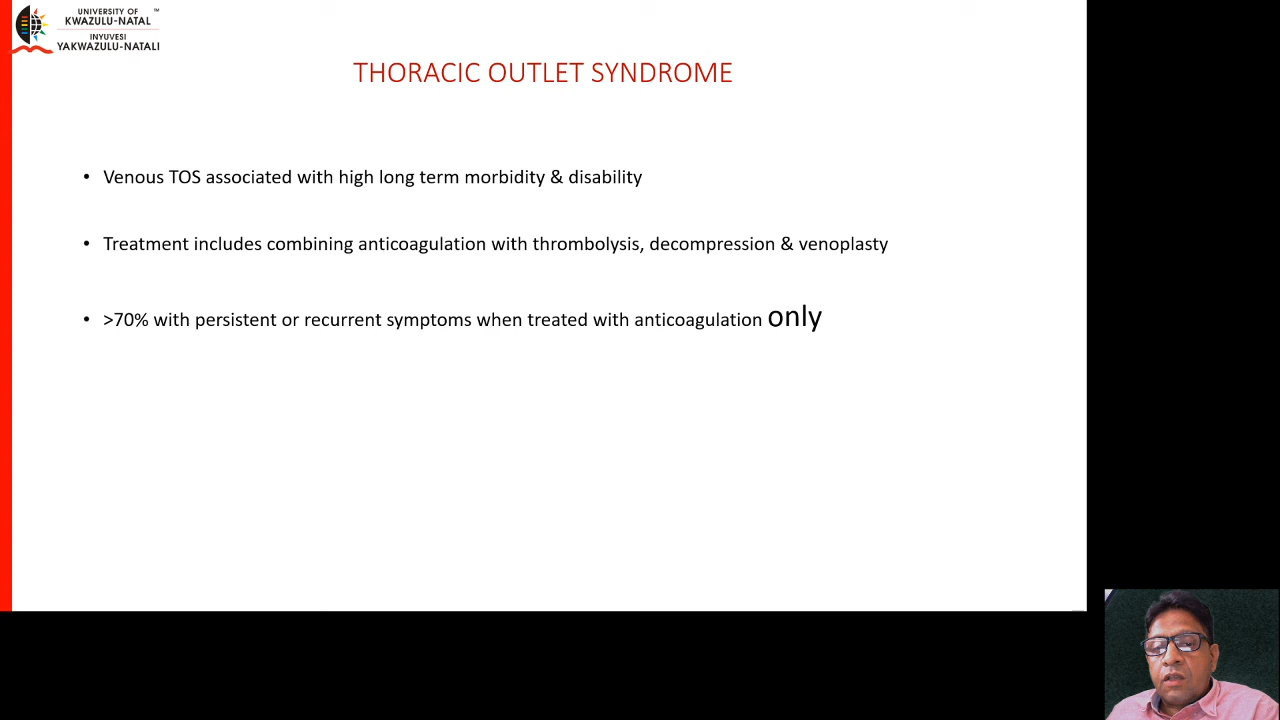 UNIVERSITY OF ™
KWAZULU-NATAL
INYUVESI
YAKWAZULU-NATALI
THORACIC OUTLET SYNDROME
• Venous TOS associated with high long term morbidity & disability
• Treatment includes combining anticoagulation with thrombolysis, decompression & venoplasty
• >70% with persistent or recurrent symptoms when treated with anticoagulation only